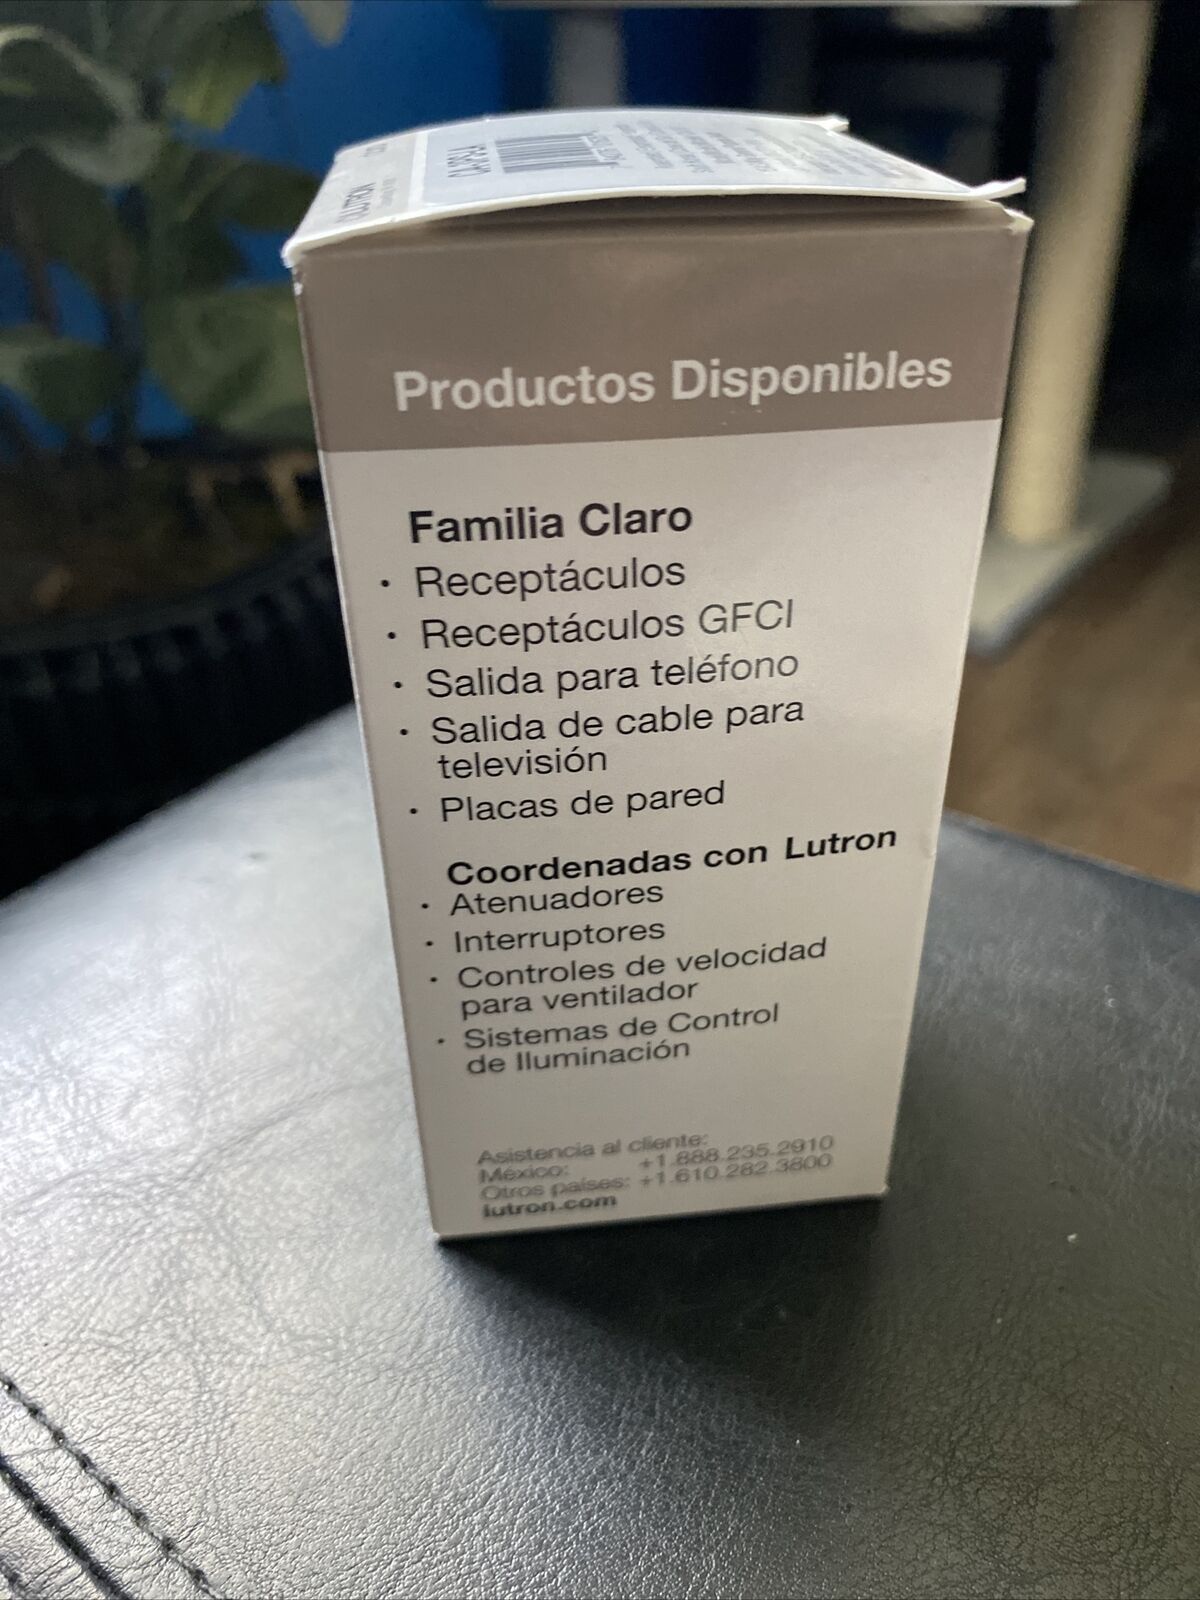 LUTRON
Productos Disponibles
Familia Claro
· Receptáculos
· Receptáculos GFCI
· Salida para teléfono
· Salida de cable para
televisión
· Placas de pared
Coordenadas con Lutron
· Atenuadores
· Interruptores
· Controles de velocidad
para ventilador
· Sistemas de Control
de Iluminación
Asistencia al cliente:
México: +1.888.235.2910
Otros países: +1.610.282.3800
lutron.com